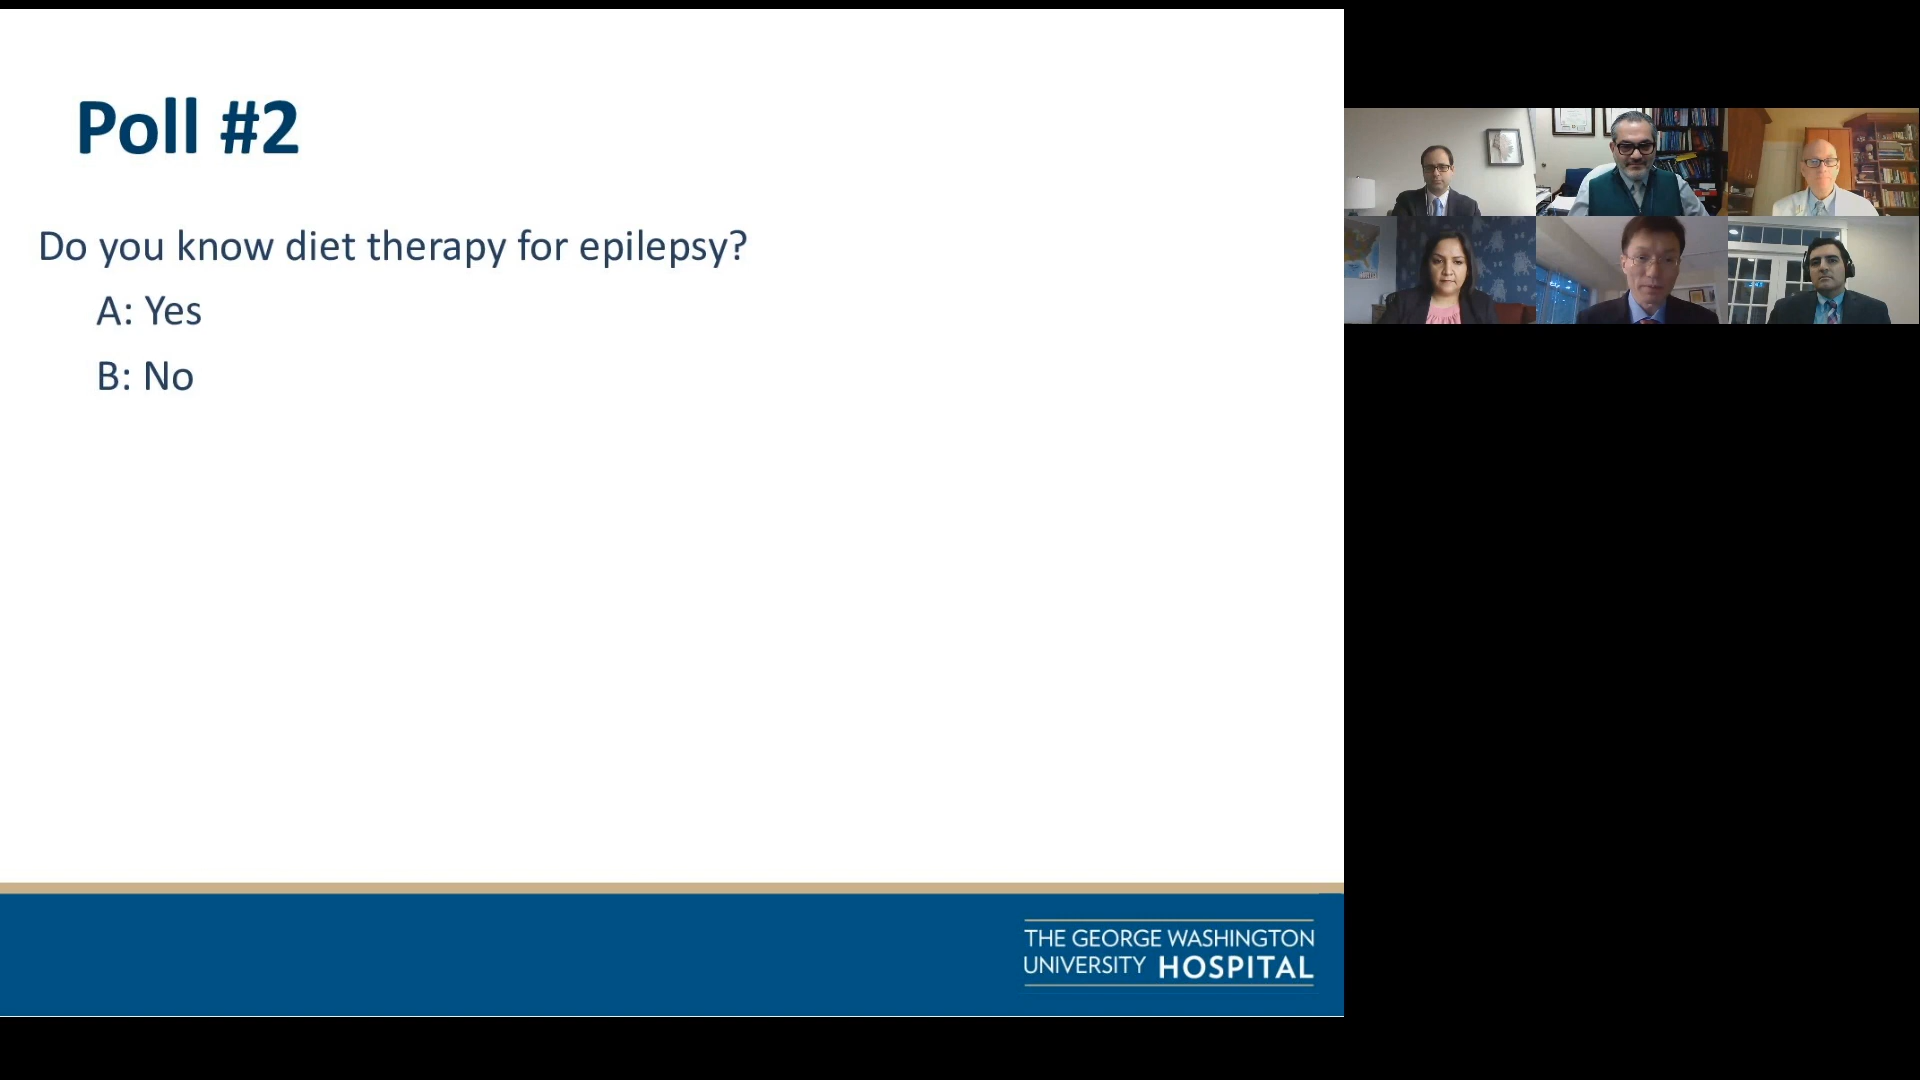 Poll #2
Do you know diet therapy for epilepsy?
A: Yes
B: No
THE GEORGE WASHINGTON
UNIVERSITY HOSPITAL